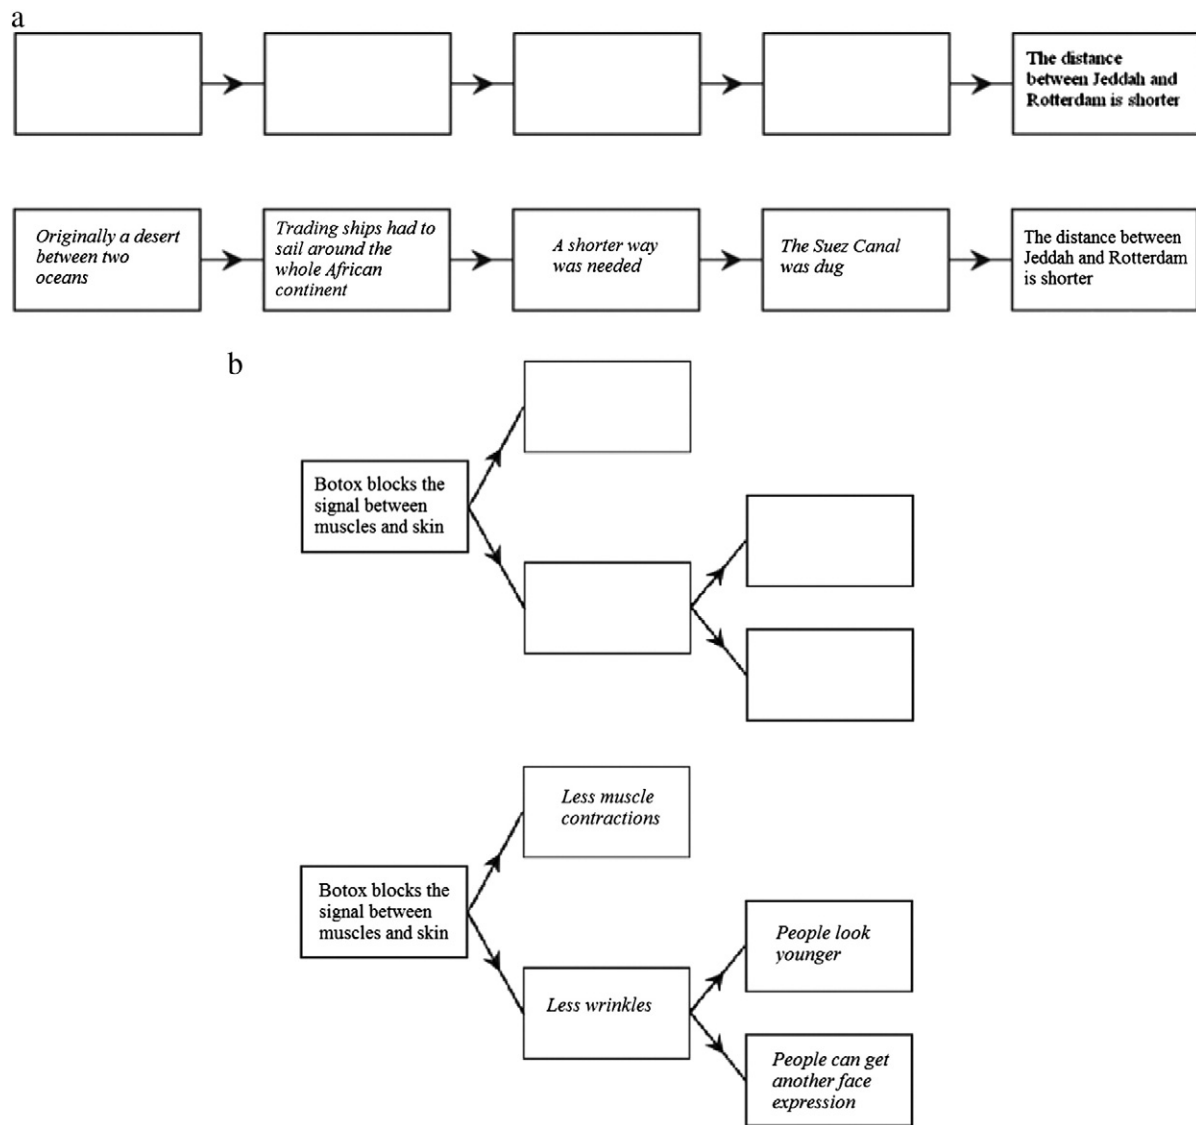 a
The distance
between Jeddah and
Rotterdam is shorter
Originally a desert
between two
oceans
Trading ships had to
sail around the
whole African
continent
A shorter way
was needed
The Suez Canal
was dug
The distance between
Jeddah and Rotterdam
is shorter
b
Botox blocks the
signal between
muscles and skin
Less muscle
contractions
Botox blocks the
signal between
muscles and skin
People look
younger
Less wrinkles
People can get
another face
expression